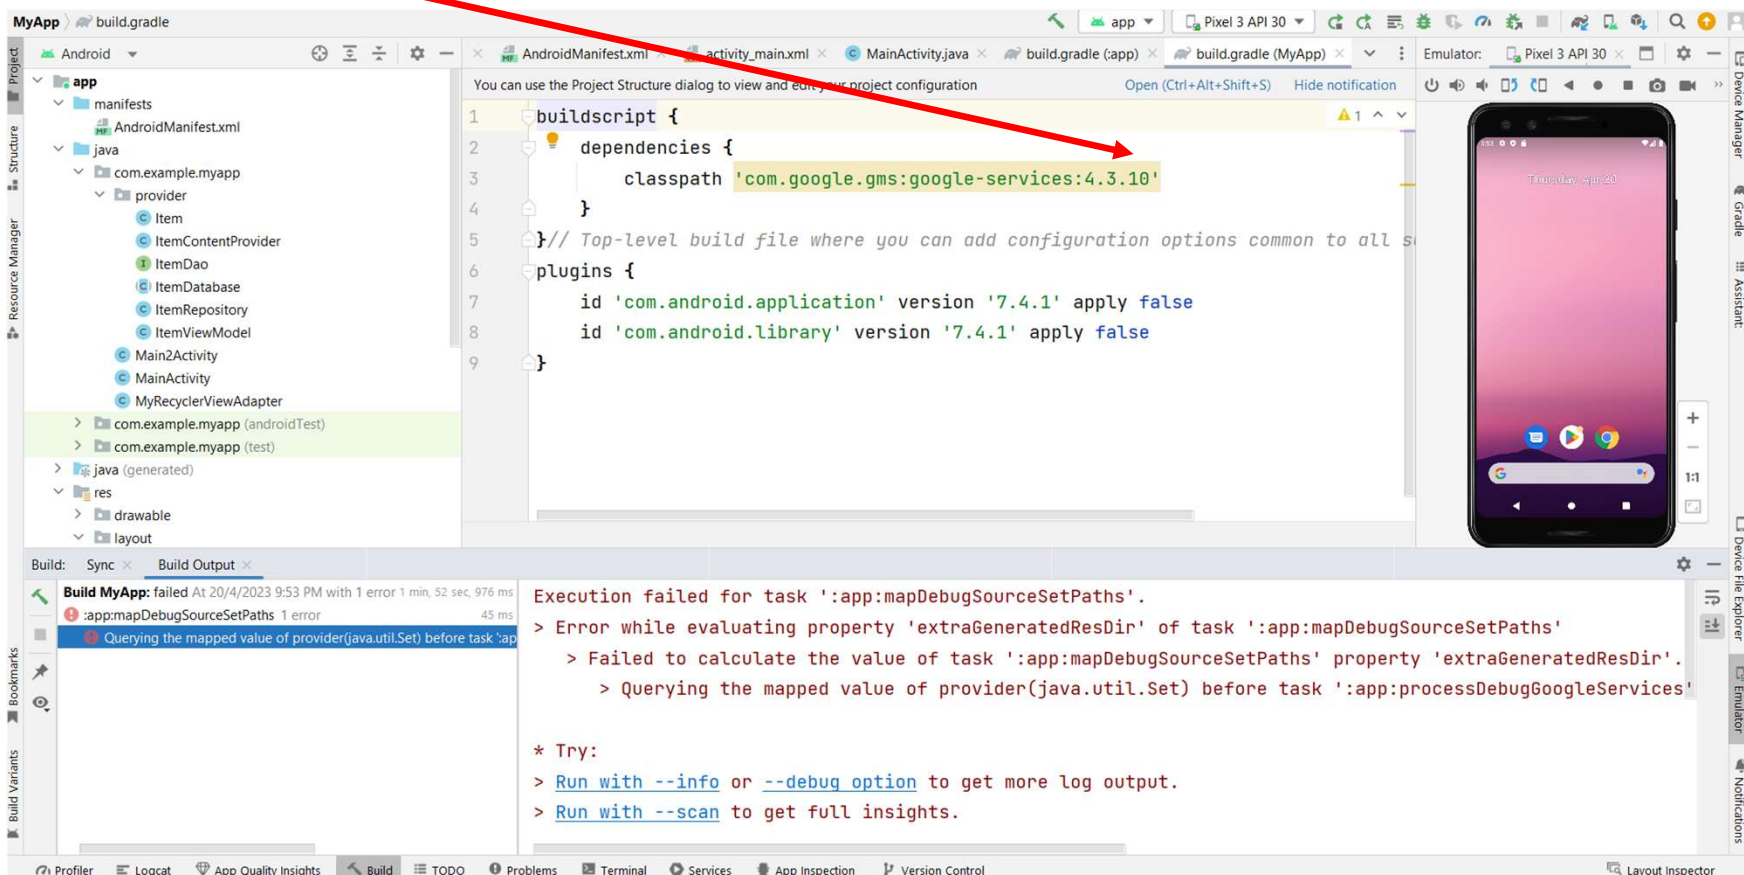 MyApp build.gradle
app Pixel 3 API 30
Android
AndroidManifest.xml activity_main.xml MainActivity.java build.gradle (:app) build.gradle (MyApp)
Emulator: Pixel 3 API 30
Project
Structure
Resource Manager
Bookmarks
Build Variants
app
manifests
AndroidManifest.xml
java
com.example.myapp
provider
Item
ItemContentProvider
ItemDao
ItemDatabase
ItemRepository
ItemViewModel
Main2Activity
MainActivity
MyRecyclerViewAdapter
com.example.myapp (androidTest)
com.example.myapp (test)
java (generated)
res
drawable
layout
You can use the Project Structure dialog to view and edit your project configuration Open (Ctrl+Alt+Shift+S) Hide notification
1 buildscript {
2 dependencies {
3 classpath 'com.google.gms:google-services:4.3.10'
4 }
5 }// Top-level build file where you can add configuration options common to all
6 plugins {
7 id 'com.android.application' version '7.4.1' apply false
8 id 'com.android.library' version '7.4.1' apply false
9 }
1
Thursday, Apr 20
1:1
Device Manager
Gradle
Assistant:
Device File Explorer
Emulator
Notifications
Build: Sync Build Output
Build MyApp: failed At 20/4/2023 9:53 PM with 1 error 1 min, 52 sec, 976 ms
:app:mapDebugSourceSetPaths 1 error 45 ms
Querying the mapped value of provider(java.util.Set) before task ':ap
Execution failed for task ':app:mapDebugSourceSetPaths'.
> Error while evaluating property 'extraGeneratedResDir' of task ':app:mapDebugSourceSetPaths'
> Failed to calculate the value of task ':app:mapDebugSourceSetPaths' property 'extraGeneratedResDir'.
> Querying the mapped value of provider(java.util.Set) before task ':app:processDebugGoogleServices'
* Try:
> Run with --info or --debug option to get more log output.
> Run with --scan to get full insights.
Profiler Logcat App Quality Insights Build TODO Problems Terminal Services App Inspection Version Control Layout Inspector